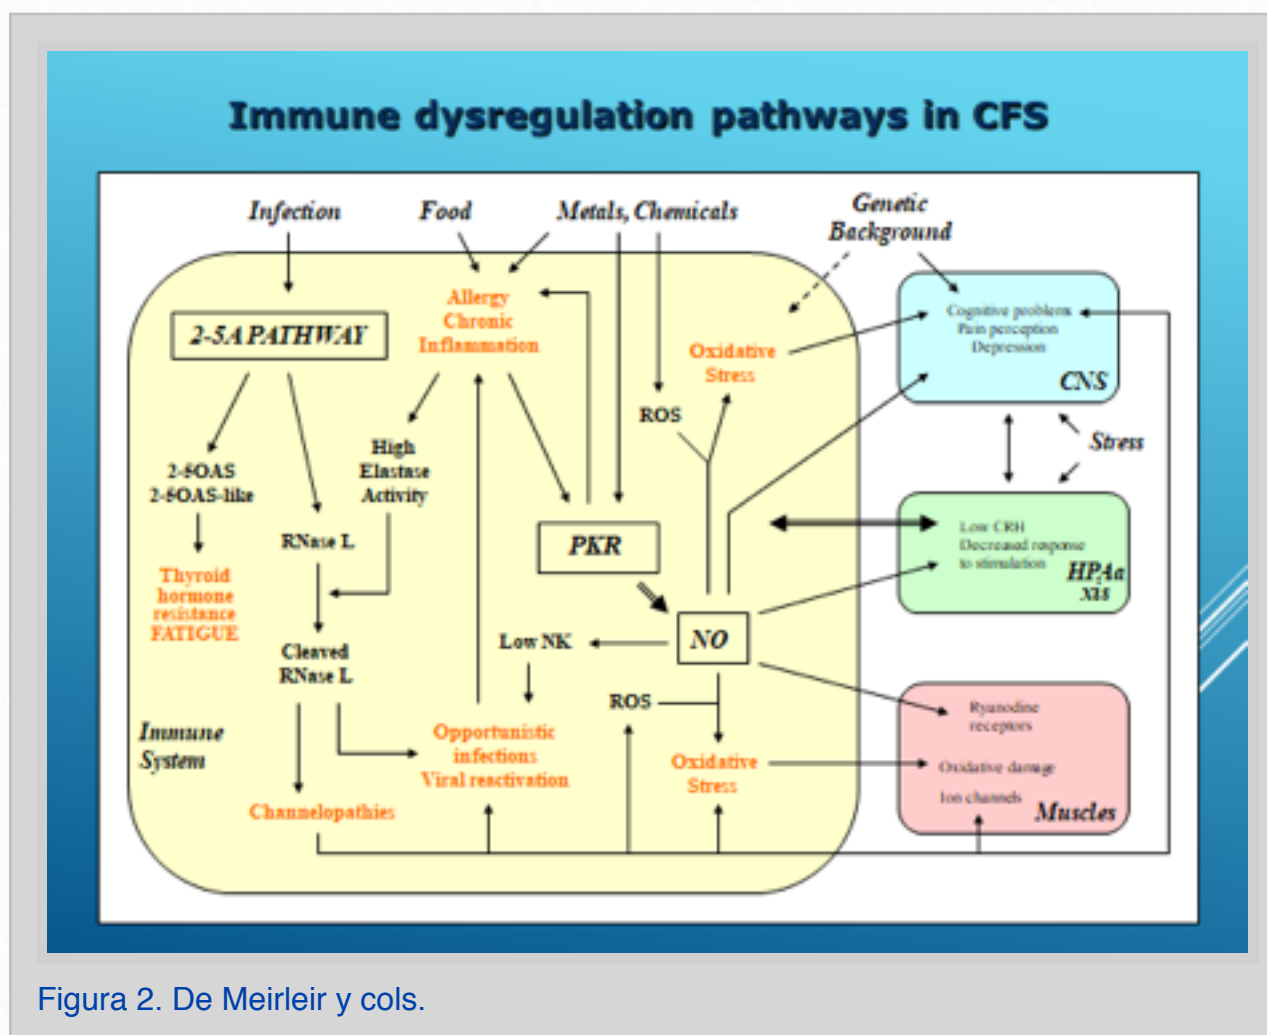 Immune dysregulation pathways in CFS
Infection
Food
Metals, Chemicals
Genetic
Background
Allergy
Chronic
Inflammation
2-5A PATHWAY
Oxidative
Stress
Cognitive problems
Pain perception
Depression
CNS
ROS
Stress
High
Elastase
Activity
2-5OAS
2-5OAS-like
RNase L
PKR
Low CRH
Decreased response
to stimulation
HPAa
xis
Thyroid
hormone
resistance
FATIGUE
Cleaved
RNase L
Low NK
NO
ROS
Ryanodine
receptors
Immune
System
Opportunistic
infections
Viral reactivation
Oxidative
Stress
Oxidative damage
Ion channels
Muscles
Channelopathies
Figura 2. De Meirleir y cols.